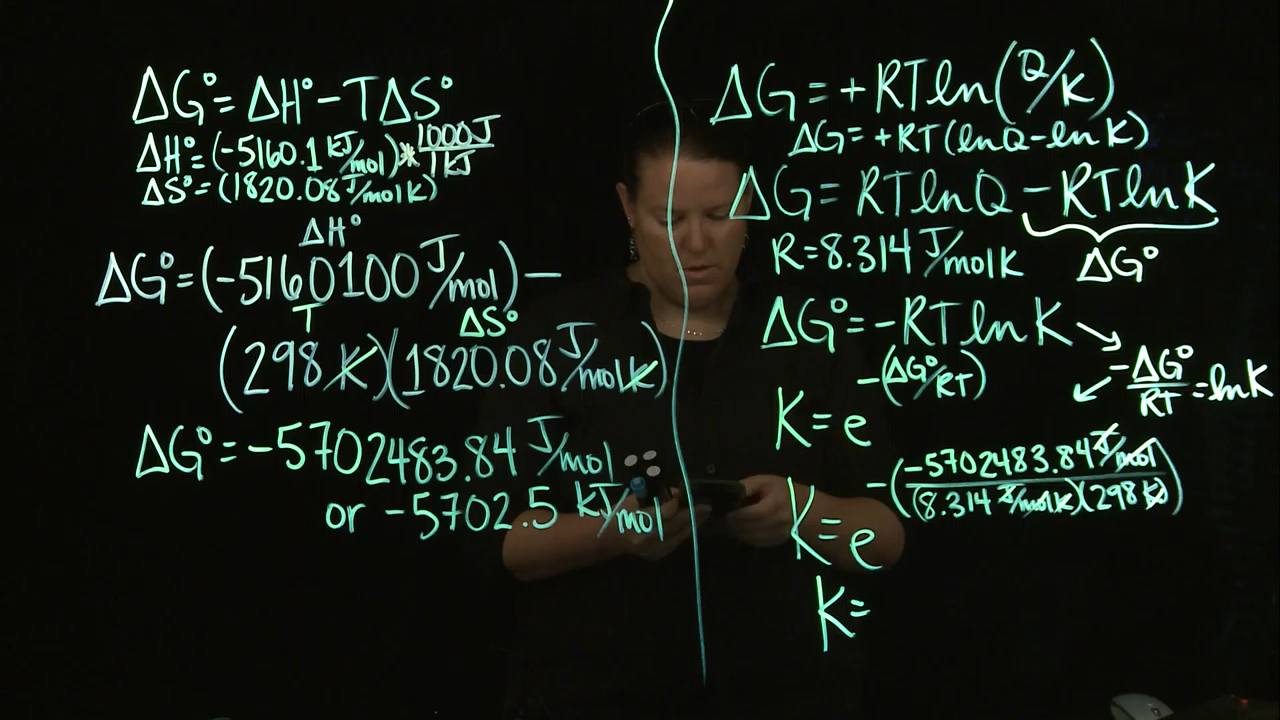 ΔG°=ΔH°-TΔS°
ΔH°=(-5160.1 kJ/mol)*1000J/1kJ
ΔS°=(1820.08 J/molK)
ΔH°
ΔG°=(-5160100 J/mol)-
T ΔS°
(298K)(1820.08 J/molK)
ΔG°=-5702483.84 J/mol
or -5702.5 kJ/mol
ΔG=+RTln(Q/K)
ΔG=+RT(lnQ-lnK)
ΔG=RTlnQ-RTlnK
R=8.314 J/molK ΔG°
ΔG°=-RTlnK
-ΔG°/RT=lnK
K=e-(ΔG°/RT)
K=e-(-5702483.84 J/mol/(8.314 J/molK)(298K))
K=